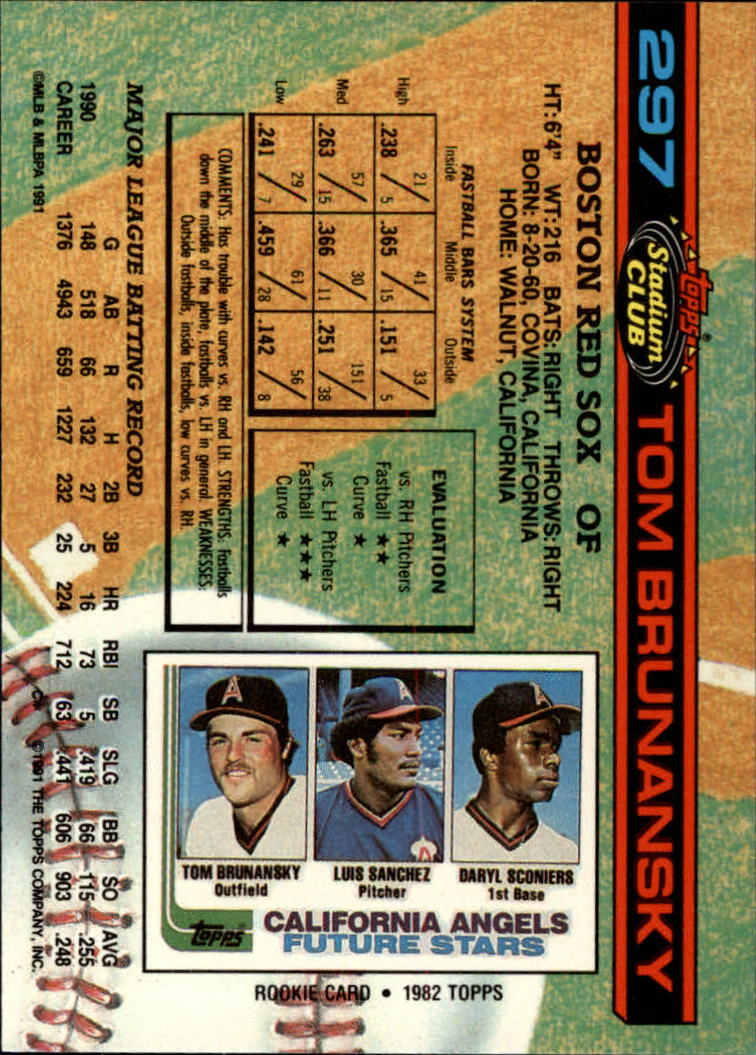 297 Topps® Stadium CLUB TOM BRUNANSKY
BOSTON RED SOX OF
HT:6'4" WT:216 BATS:RIGHT THROWS:RIGHT
BORN: 8-20-60, COVINA, CALIFORNIA
HOME: WALNUT, CALIFORNIA
FASTBALL BARS SYSTEM
Inside Middle Outside
High .238 21/5 .365 41/15 .151 33/5
Med .263 57/15 .366 30/11 .251 151/38
Low .241 29/7 .459 61/28 .142 56/8
EVALUATION
vs. RH Pitchers
Fastball ★★
Curve ★
vs. LH Pitchers
Fastball ★★★
Curve ★
COMMENTS: Has trouble with curves vs. RH and LH. STRENGTHS: Fastballs
down the middle of the plate, fastballs vs. LH in general. WEAKNESSES:
Outside fastballs, inside fastballs, low curves vs. RH.
MAJOR LEAGUE BATTING RECORD
G AB R H 2B 3B HR RBI SB SLG BB SO AVG
1990 148 518 66 132 27 5 16 73 5 .419 66 115 .255
CAREER 1376 4943 659 1227 232 25 224 712 63 .441 606 903 .248
©MLB & MLBPA 1991 ©1991 THE TOPPS COMPANY, INC.
A
A
TOM BRUNANSKY
Outfield
LUIS SANCHEZ
Pitcher
DARYL SCONIERS
1st Base
topps
CALIFORNIA ANGELS
FUTURE STARS
ROOKIE CARD • 1982 TOPPS